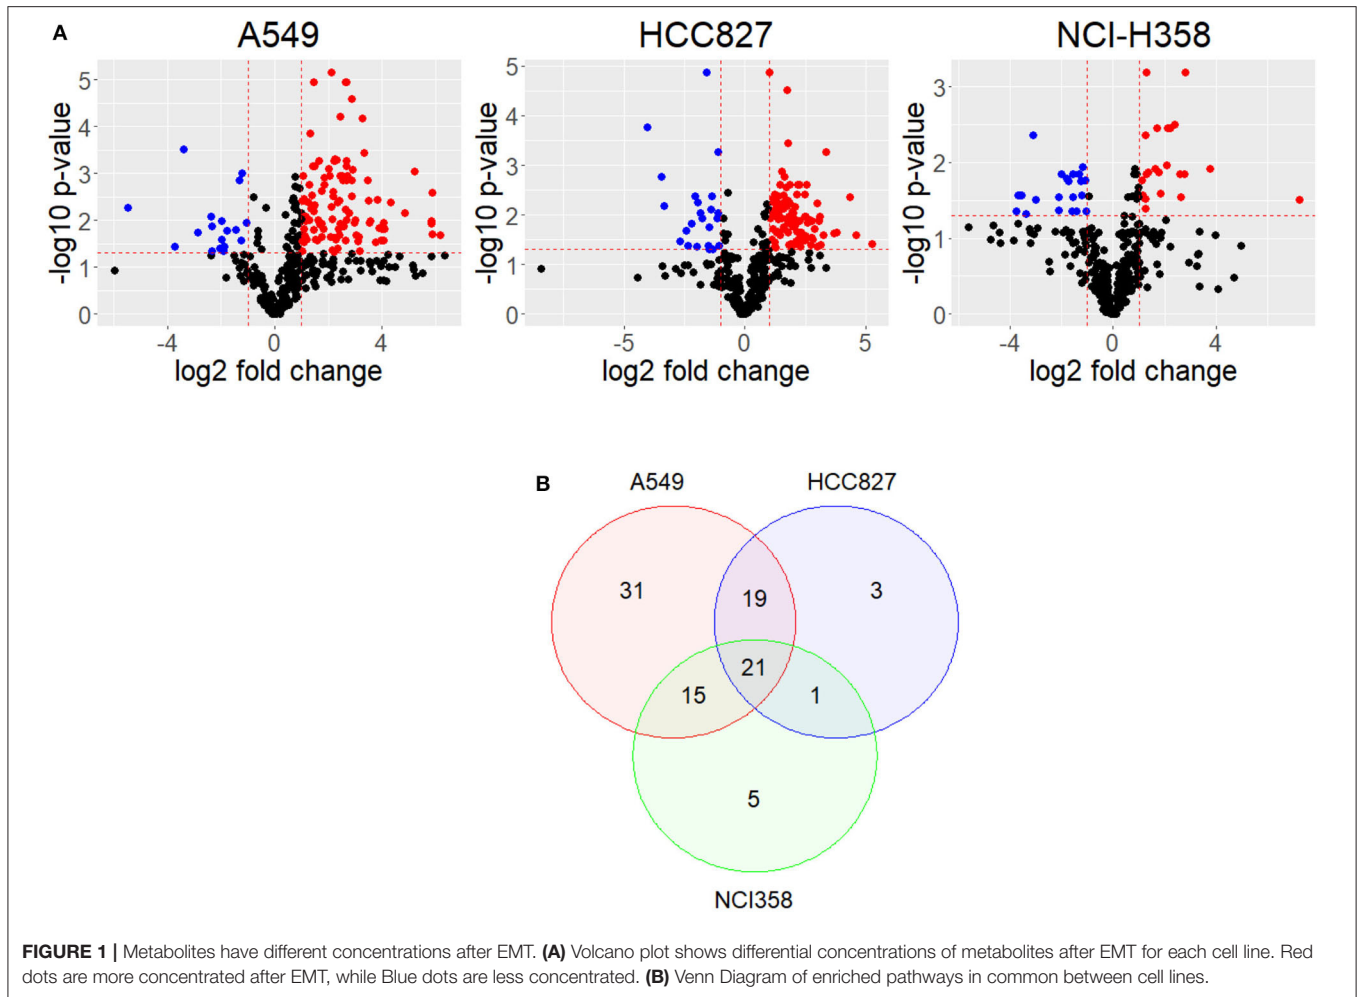 A
A549
HCC827
NCI-H358
-log10 p-value
5
4
3
2
1
0
-4
0
4
log2 fold change
-log10 p-value
5
4
3
2
1
0
-5
0
5
log2 fold change
-log10 p-value
3
2
1
0
-4
0
4
log2 fold change
B
A549
HCC827
31
19
3
21
15
1
5
NCI358
FIGURE 1 | Metabolites have different concentrations after EMT. (A) Volcano plot shows differential concentrations of metabolites after EMT for each cell line. Red
dots are more concentrated after EMT, while Blue dots are less concentrated. (B) Venn Diagram of enriched pathways in common between cell lines.